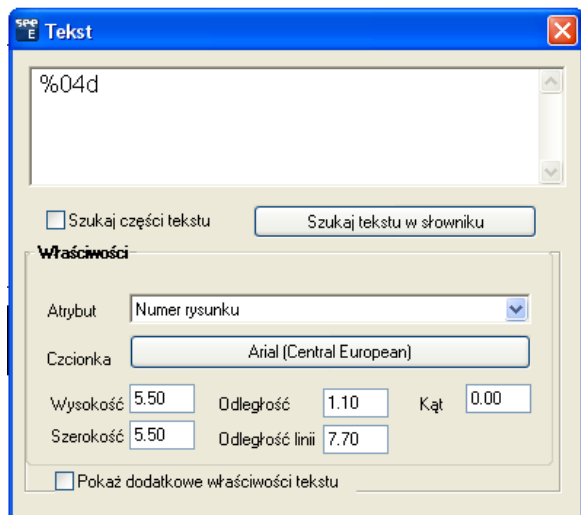 see E Tekst
%04d
Szukaj części tekstu Szukaj tekstu w słowniku
Właściwości
Atrybut Numer rysunku
Czcionka Arial (Central European)
Wysokość 5.50 Odległość 1.10 Kąt 0.00
Szerokość 5.50 Odległość linii 7.70
Pokaż dodatkowe właściwości tekstu